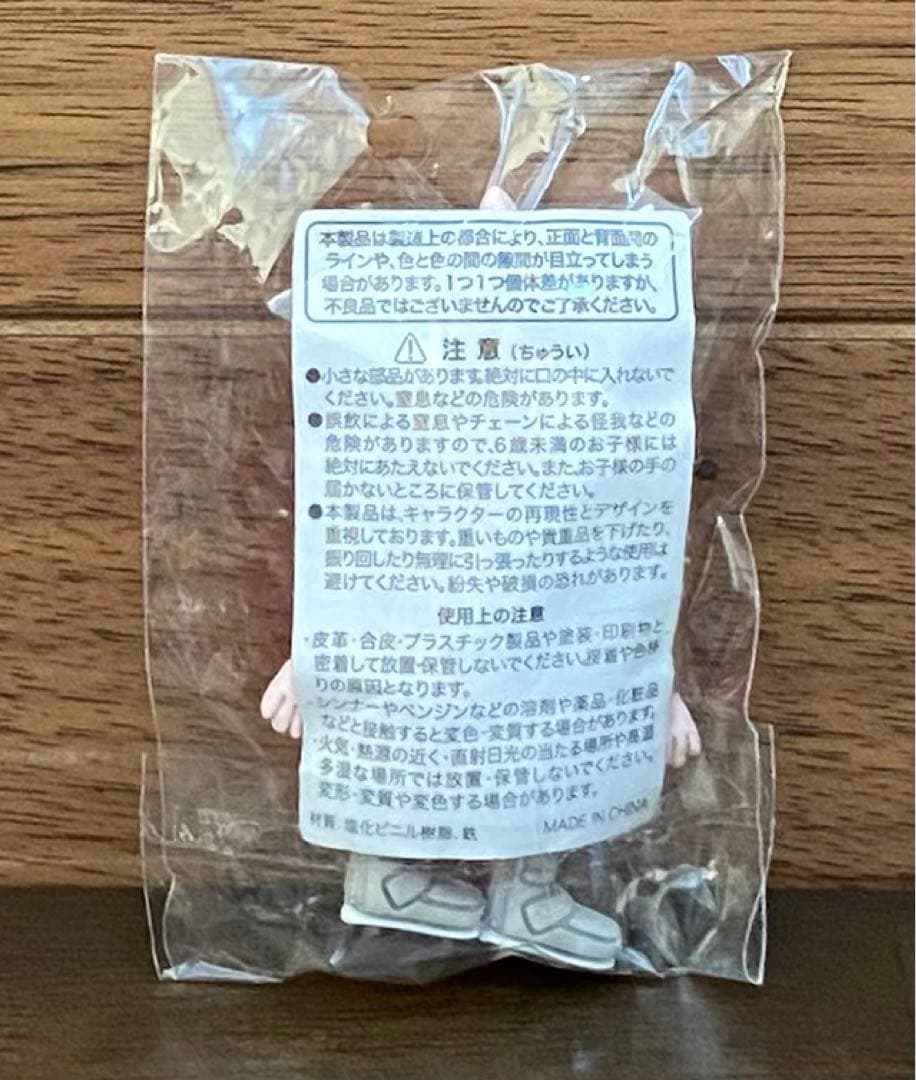 本製品は製造上の都合により、正面と背面間の
ラインや、色と色の間の隙間が目立ってしまう
場合があります。1つ1つ個体差がありますが、
不良品ではございませんのでご了承ください。
注意(ちゅうい)
●小さな部品があります。絶対に口の中に入れないで
ください。窒息などの危険があります。
●誤飲による窒息やチェーンによる怪我などの
危険がありますので、6歳未満のお子様には
絶対にあたえないでください。また、お子様の手の
届かないところに保管してください。
●本製品は、キャラクターの再現性とデザインを
重視しております。重いものや貴重品を下げたり、
振り回したり無理に引っ張ったりするような使用は
避けてください。紛失や破損の恐れがあります。
使用上の注意
・皮革・合皮・プラスチック製品や塗装・印刷物と
密着して放置・保管しないでください。接着や色移
りの原因となります。
・シンナーやベンジンなどの溶剤や薬品・化粧品
などと接触すると変色・変質する場合があります。
・火気・熱源の近く・直射日光の当たる場所や高温
多湿な場所では放置・保管しないでください。
変形・変質や変色する場合があります。
材質:塩化ビニル樹脂、鉄 MADE IN CHINA